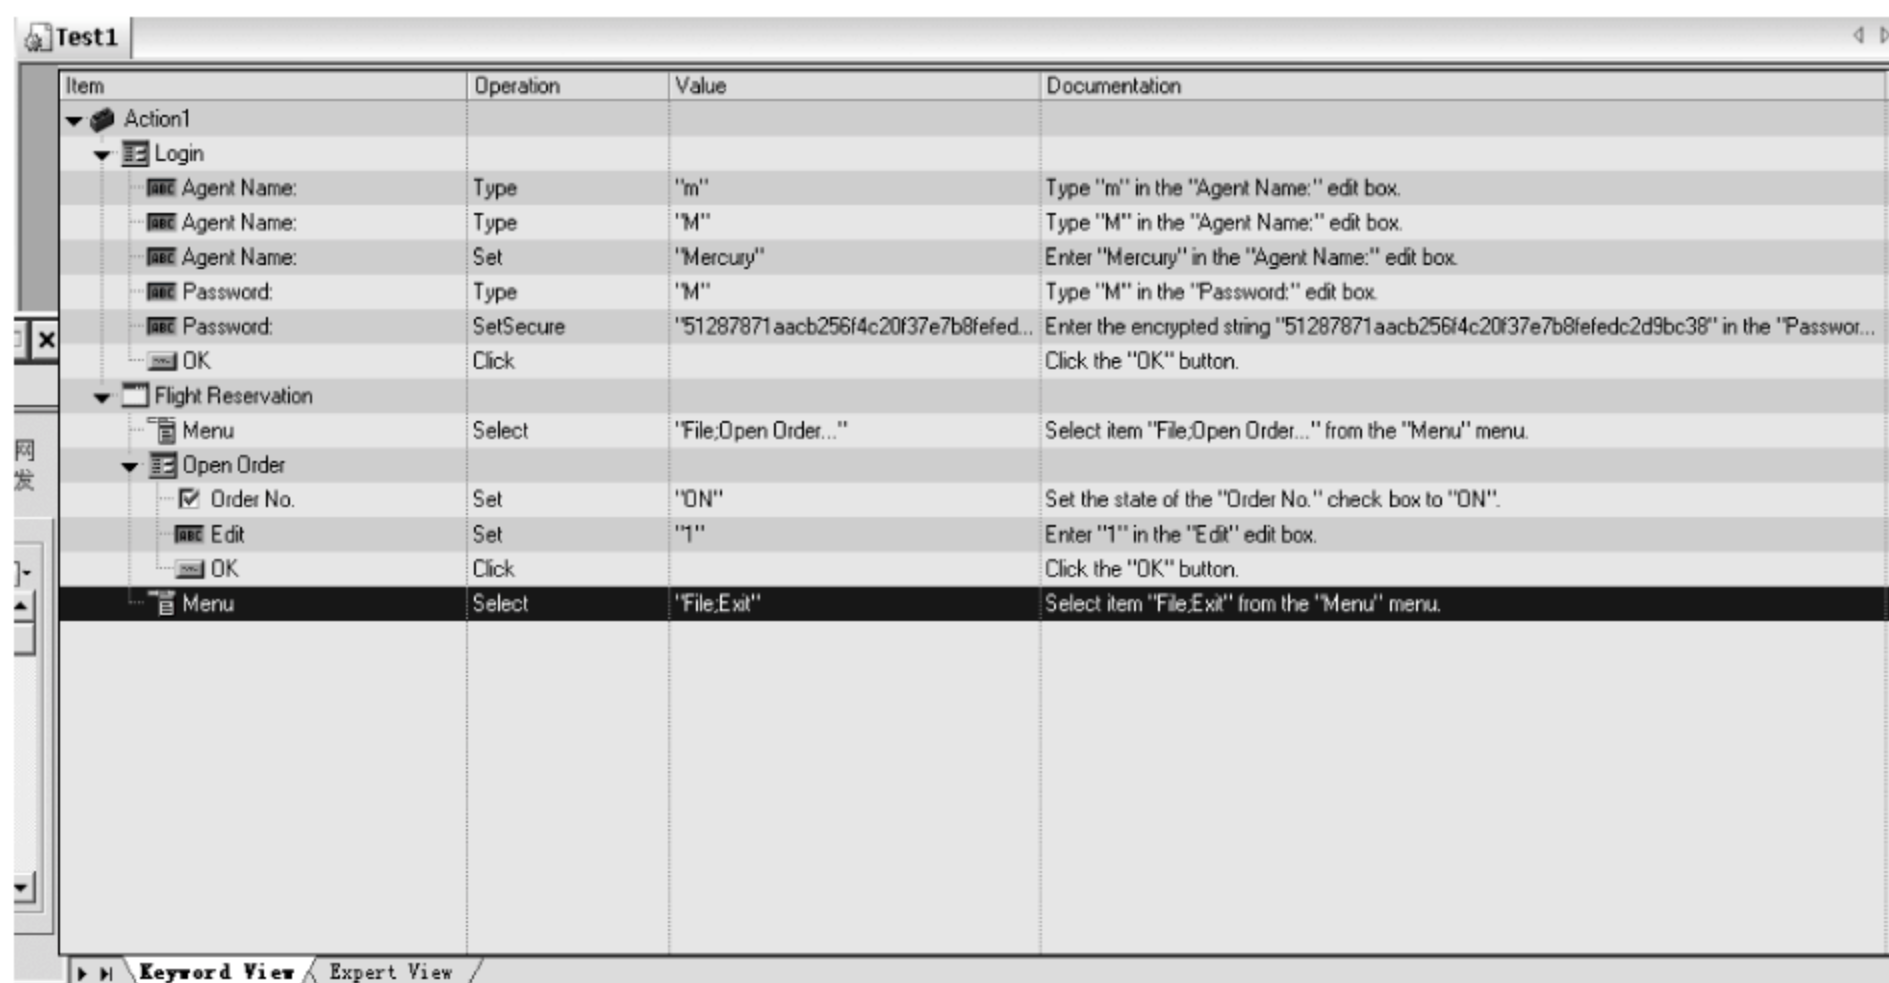 Test1
Item Operation Value Documentation
Action1
Login
Agent Name: Type "m" Type "m" in the "Agent Name:" edit box.
Agent Name: Type "M" Type "M" in the "Agent Name:" edit box.
Agent Name: Set "Mercury" Enter "Mercury" in the "Agent Name:" edit box.
Password: Type "M" Type "M" in the "Password:" edit box.
Password: SetSecure "51287871aacb256f4c20f37e7b8fefed... Enter the encrypted string "51287871aacb256f4c20f37e7b8fefedc2d9bc38" in the "Passwor...
OK Click Click the "OK" button.
Flight Reservation
Menu Select "File;Open Order..." Select item "File;Open Order..." from the "Menu" menu.
网
Open Order
发
Order No. Set "ON" Set the state of the "Order No." check box to "ON".
Edit Set "1" Enter "1" in the "Edit" edit box.
OK Click Click the "OK" button.
Menu Select "File;Exit" Select item "File;Exit" from the "Menu" menu.
Keyword View Expert View